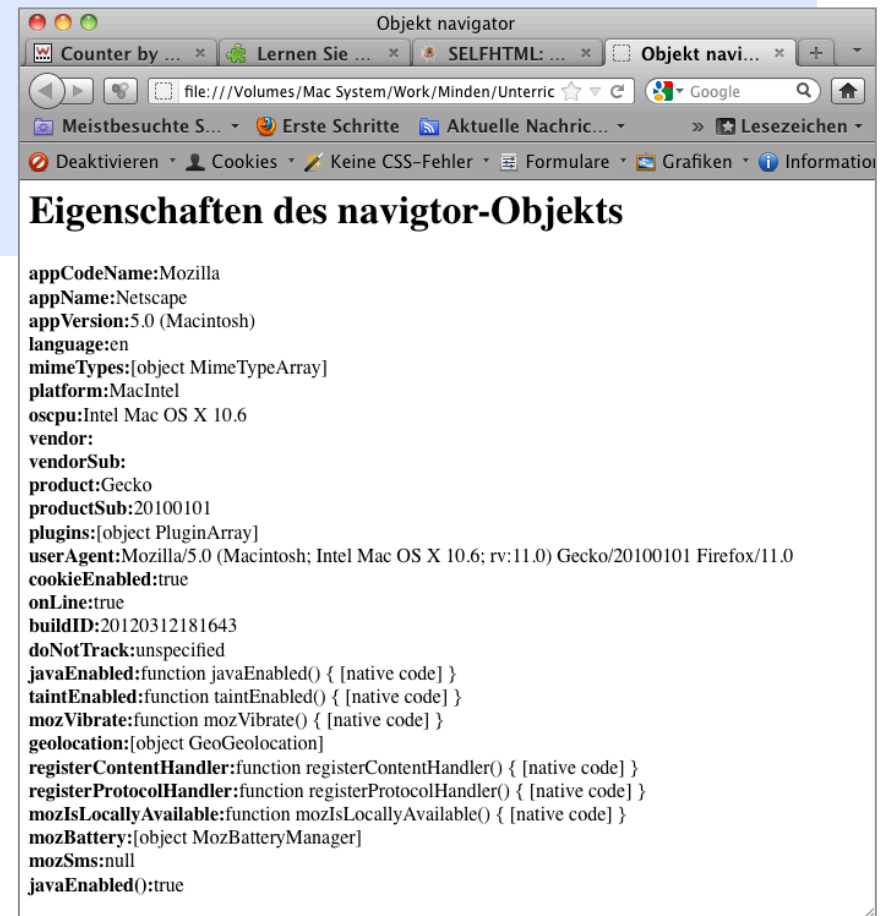 Objekt navigator
Counter by ... × Lernen Sie ... × SELFHTML: ... × Objekt navi... × +
file:///Volumes/Mac System/Work/Minden/Unterric Google
Meistbesuchte S... Erste Schritte Aktuelle Nachric... » Lesezeichen
Deaktivieren Cookies Keine CSS-Fehler Formulare Grafiken Information
Eigenschaften des navigtor-Objekts
appCodeName:Mozilla
appName:Netscape
appVersion:5.0 (Macintosh)
language:en
mimeTypes:[object MimeTypeArray]
platform:MacIntel
oscpu:Intel Mac OS X 10.6
vendor:
vendorSub:
product:Gecko
productSub:20100101
plugins:[object PluginArray]
userAgent:Mozilla/5.0 (Macintosh; Intel Mac OS X 10.6; rv:11.0) Gecko/20100101 Firefox/11.0
cookieEnabled:true
onLine:true
buildID:20120312181643
doNotTrack:unspecified
javaEnabled:function javaEnabled() { [native code] }
taintEnabled:function taintEnabled() { [native code] }
mozVibrate:function mozVibrate() { [native code] }
geolocation:[object GeoGeolocation]
registerContentHandler:function registerContentHandler() { [native code] }
registerProtocolHandler:function registerProtocolHandler() { [native code] }
mozIsLocallyAvailable:function mozIsLocallyAvailable() { [native code] }
mozBattery:[object MozBatteryManager]
mozSms:null
javaEnabled():true